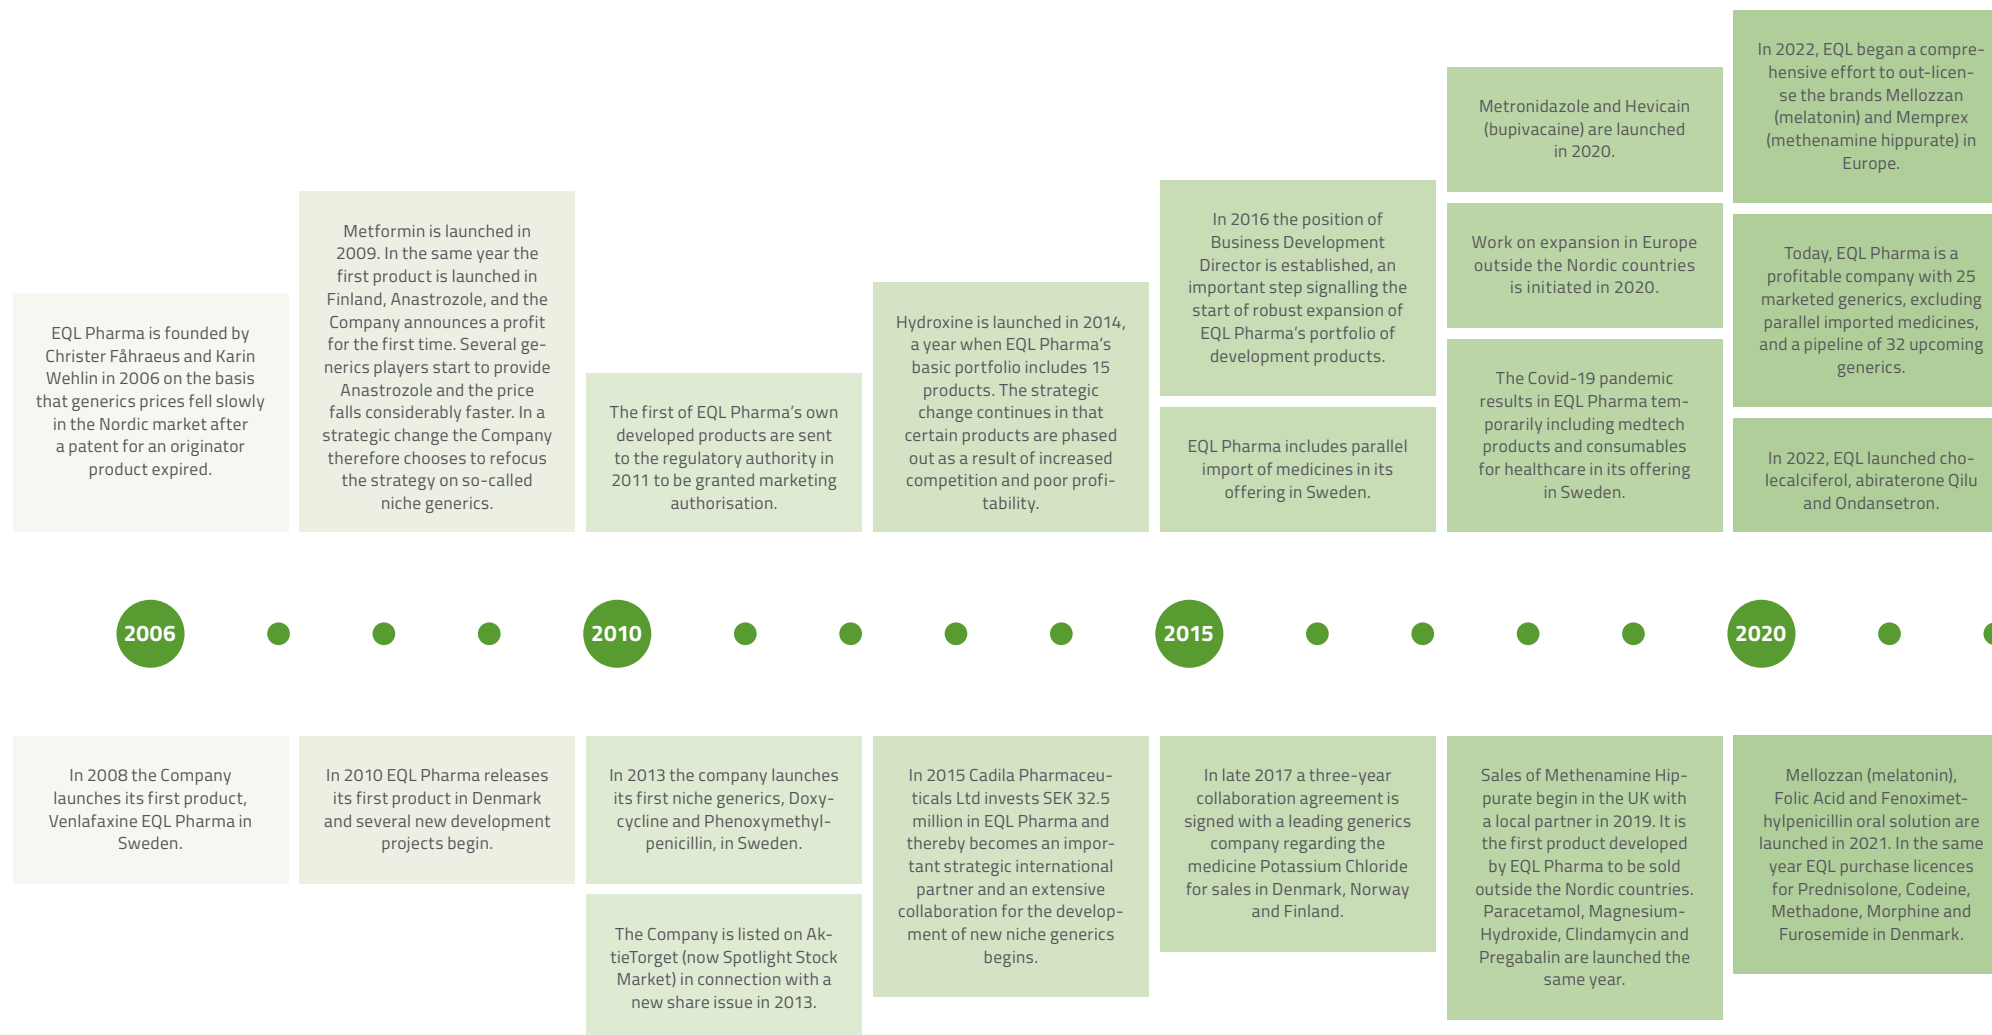 EQL Pharma is founded by
Christer Fåhraeus and Karin
Wehlin in 2006 on the basis
that generics prices fell slowly
in the Nordic market after
a patent for an originator
product expired.
Metformin is launched in
2009. In the same year the
first product is launched in
Finland, Anastrozole, and the
Company announces a profit
for the first time. Several ge-
nerics players start to provide
Anastrozole and the price
falls considerably faster. In a
strategic change the Company
therefore chooses to refocus
the strategy on so-called
niche generics.
The first of EQL Pharma's own
developed products are sent
to the regulatory authority in
2011 to be granted marketing
authorisation.
Hydroxine is launched in 2014,
a year when EQL Pharma's
basic portfolio includes 15
products. The strategic
change continues in that
certain products are phased
out as a result of increased
competition and poor profi-
tability.
In 2016 the position of
Business Development
Director is established, an
important step signalling the
start of robust expansion of
EQL Pharma's portfolio of
development products.
EQL Pharma includes parallel
import of medicines in its
offering in Sweden.
Metronidazole and Hevicain
(bupivacaine) are launched
in 2020.
Work on expansion in Europe
outside the Nordic countries
is initiated in 2020.
The Covid-19 pandemic
results in EQL Pharma tem-
porarily including medtech
products and consumables
for healthcare in its offering
in Sweden.
In 2022, EQL began a compre-
hensive effort to out-licen-
se the brands Mellozzan
(melatonin) and Memprex
(methenamine hippurate) in
Europe.
Today, EQL Pharma is a
profitable company with 25
marketed generics, excluding
parallel imported medicines,
and a pipeline of 32 upcoming
generics.
In 2022, EQL launched cho-
lecalciferol, abiraterone Qilu
and Ondansetron.
2006
2010
2015
2020
In 2008 the Company
launches its first product,
Venlafaxine EQL Pharma in
Sweden.
In 2010 EQL Pharma releases
its first product in Denmark
and several new development
projects begin.
In 2013 the company launches
its first niche generics, Doxy-
cycline and Phenoxymethyl-
penicillin, in Sweden.
The Company is listed on Ak-
tieTorget (now Spotlight Stock
Market) in connection with a
new share issue in 2013.
In 2015 Cadila Pharmaceu-
ticals Ltd invests SEK 32.5
million in EQL Pharma and
thereby becomes an impor-
tant strategic international
partner and an extensive
collaboration for the develop-
ment of new niche generics
begins.
In late 2017 a three-year
collaboration agreement is
signed with a leading generics
company regarding the
medicine Potassium Chloride
for sales in Denmark, Norway
and Finland.
Sales of Methenamine Hip-
purate begin in the UK with
a local partner in 2019. It is
the first product developed
by EQL Pharma to be sold
outside the Nordic countries.
Paracetamol, Magnesium-
Hydroxide, Clindamycin and
Pregabalin are launched the
same year.
Mellozzan (melatonin),
Folic Acid and Fenoximet-
hylpenicillin oral solution are
launched in 2021. In the same
year EQL purchase licences
for Prednisolone, Codeine,
Methadone, Morphine and
Furosemide in Denmark.